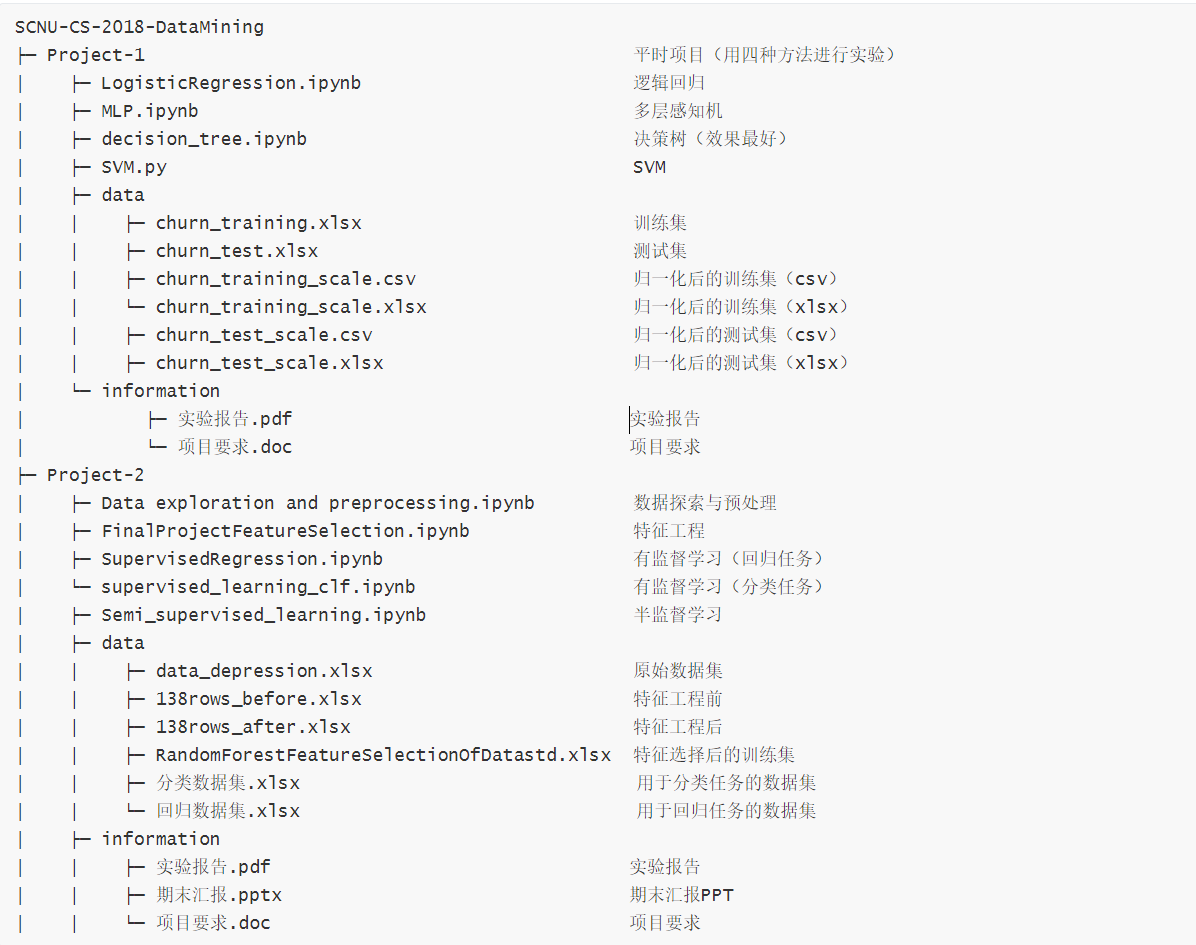 SCNU-CS-2018-DataMining
├─ Project-1 平时项目（用四种方法进行实验）
│ ├─ LogisticRegression.ipynb 逻辑回归
│ ├─ MLP.ipynb 多层感知机
│ ├─ decision_tree.ipynb 决策树（效果最好）
│ ├─ SVM.py SVM
│ ├─ data
│ │ ├─ churn_training.xlsx 训练集
│ │ ├─ churn_test.xlsx 测试集
│ │ ├─ churn_training_scale.csv 归一化后的训练集（csv）
│ │ └─ churn_training_scale.xlsx 归一化后的训练集（xlsx）
│ │ ├─ churn_test_scale.csv 归一化后的测试集（csv）
│ │ ├─ churn_test_scale.xlsx 归一化后的测试集（xlsx）
│ └─ information
│ ├─ 实验报告.pdf 实验报告
│ └─ 项目要求.doc 项目要求
├─ Project-2
│ ├─ Data exploration and preprocessing.ipynb 数据探索与预处理
│ ├─ FinalProjectFeatureSelection.ipynb 特征工程
│ ├─ SupervisedRegression.ipynb 有监督学习（回归任务）
│ └─ supervised_learning_clf.ipynb 有监督学习（分类任务）
│ ├─ Semi_supervised_learning.ipynb 半监督学习
│ ├─ data
│ │ ├─ data_depression.xlsx 原始数据集
│ │ ├─ 138rows_before.xlsx 特征工程前
│ │ ├─ 138rows_after.xlsx 特征工程后
│ │ ├─ RandomForestFeatureSelectionOfDatastd.xlsx 特征选择后的训练集
│ │ ├─ 分类数据集.xlsx 用于分类任务的数据集
│ │ └─ 回归数据集.xlsx 用于回归任务的数据集
│ ├─ information
│ │ ├─ 实验报告.pdf 实验报告
│ │ ├─ 期末汇报.pptx 期末汇报PPT
│ │ └─ 项目要求.doc 项目要求